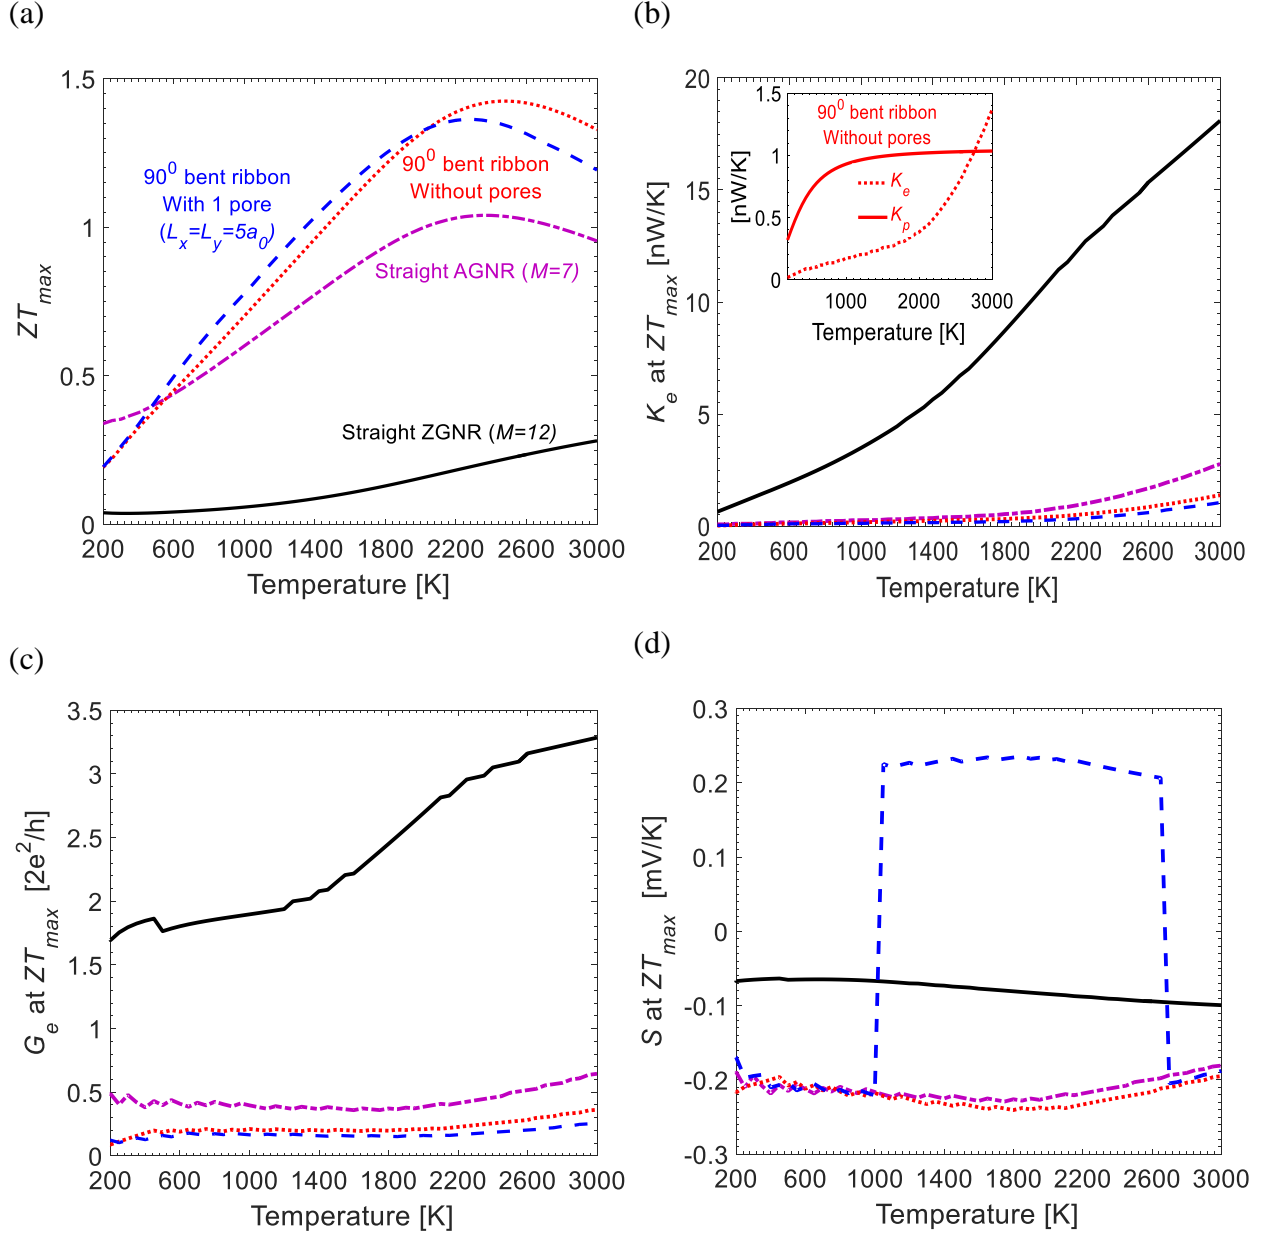 (a)
1.5
1
0.5
0
ZT_max
90^0 bent ribbon
With 1 pore
(L_x=L_y=5a_0)
90^0 bent ribbon
Without pores
Straight AGNR (M=7)
Straight ZGNR (M=12)
200 600 1000 1400 1800 2200 2600 3000
Temperature [K]
(b)
20
15
10
5
0
K_e at ZT_max [nW/K]
1.5
1
0.5
0
[nW/K]
90^0 bent ribbon
Without pores
K_e
K_p
1000 2000 3000
Temperature [K]
200 600 1000 1400 1800 2200 2600 3000
Temperature [K]
(c)
3.5
3
2.5
2
1.5
1
0.5
0
G_e at ZT_max [2e^2/h]
200 600 1000 1400 1800 2200 2600 3000
Temperature [K]
(d)
0.3
0.2
0.1
0
-0.1
-0.2
-0.3
S at ZT_max [mV/K]
200 600 1000 1400 1800 2200 2600 3000
Temperature [K]